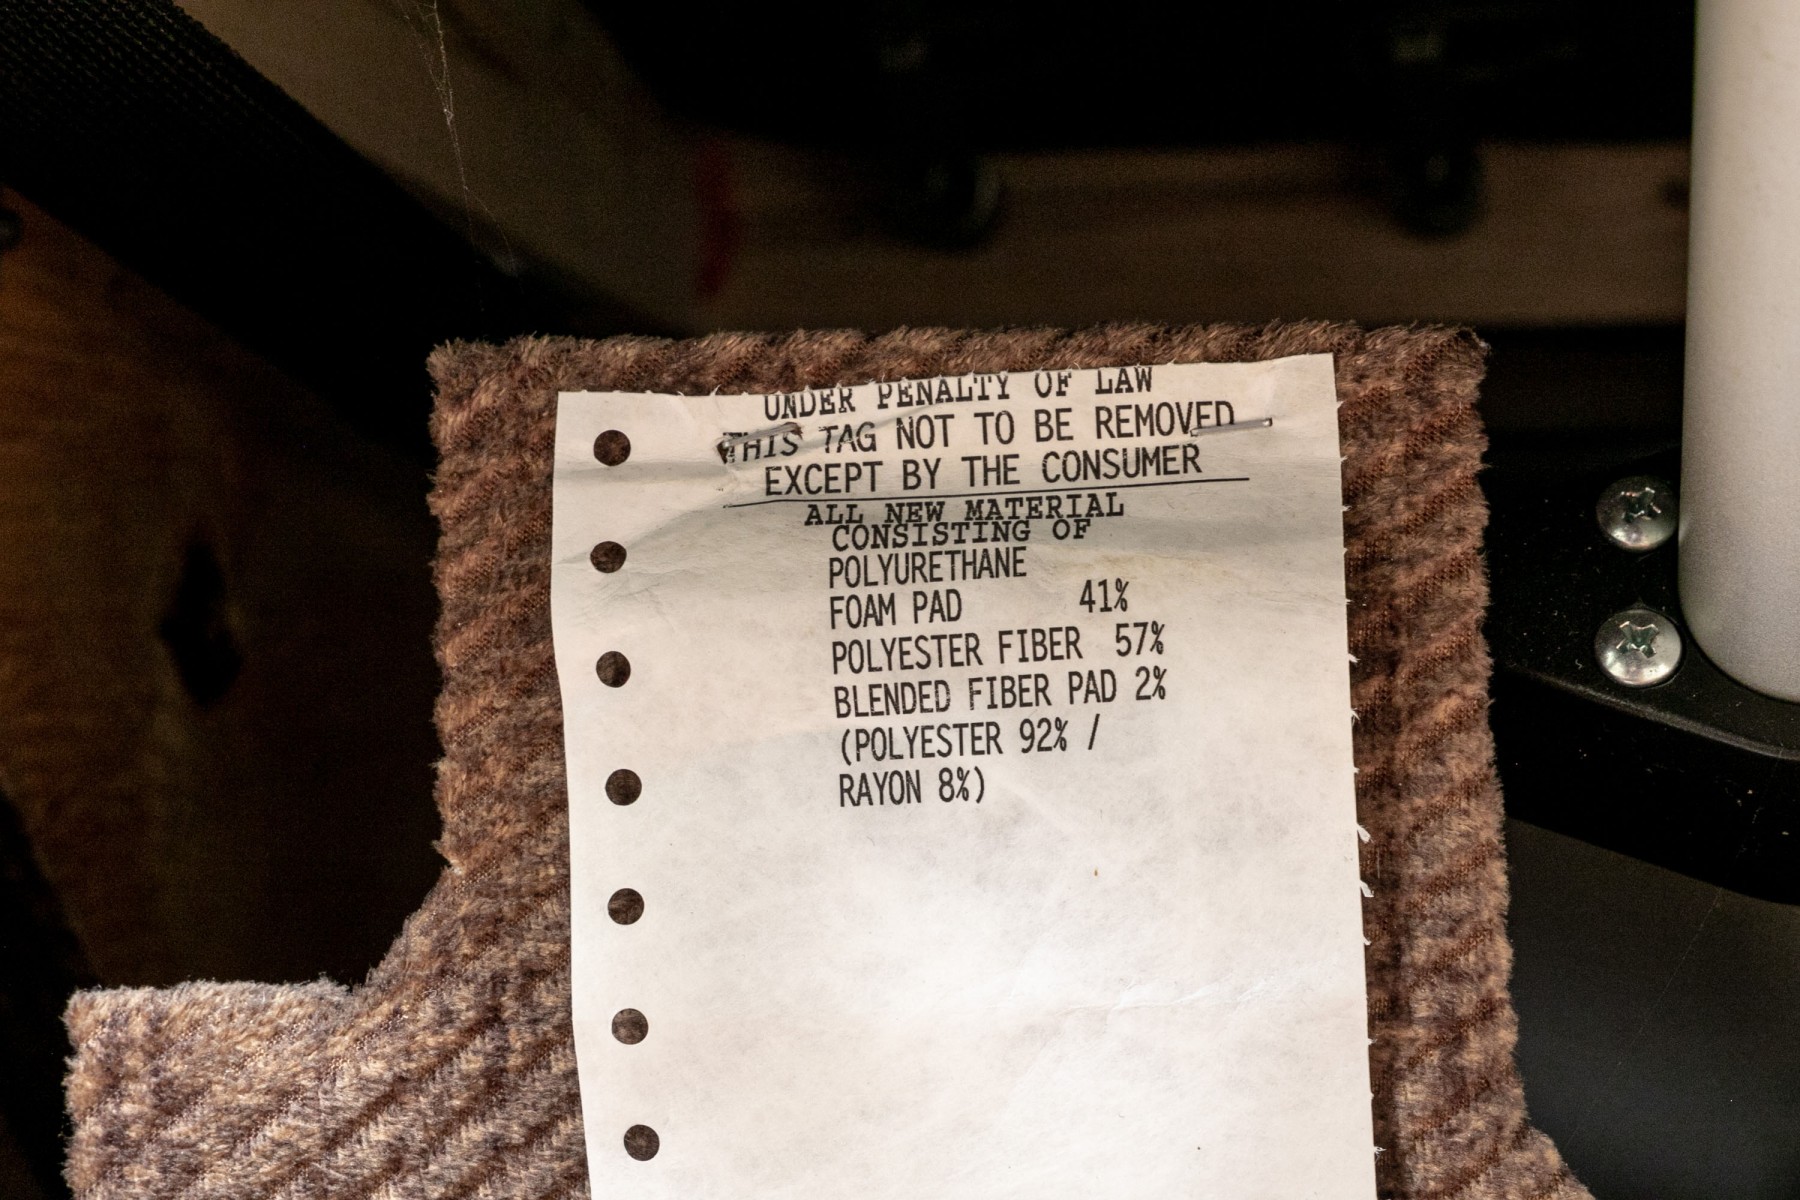 UNDER PENALTY OF LAW
THIS TAG NOT TO BE REMOVED
EXCEPT BY THE CONSUMER
ALL NEW MATERIAL
CONSISTING OF
POLYURETHANE
FOAM PAD 41%
POLYESTER FIBER 57%
BLENDED FIBER PAD 2%
(POLYESTER 92% /
RAYON 8%)